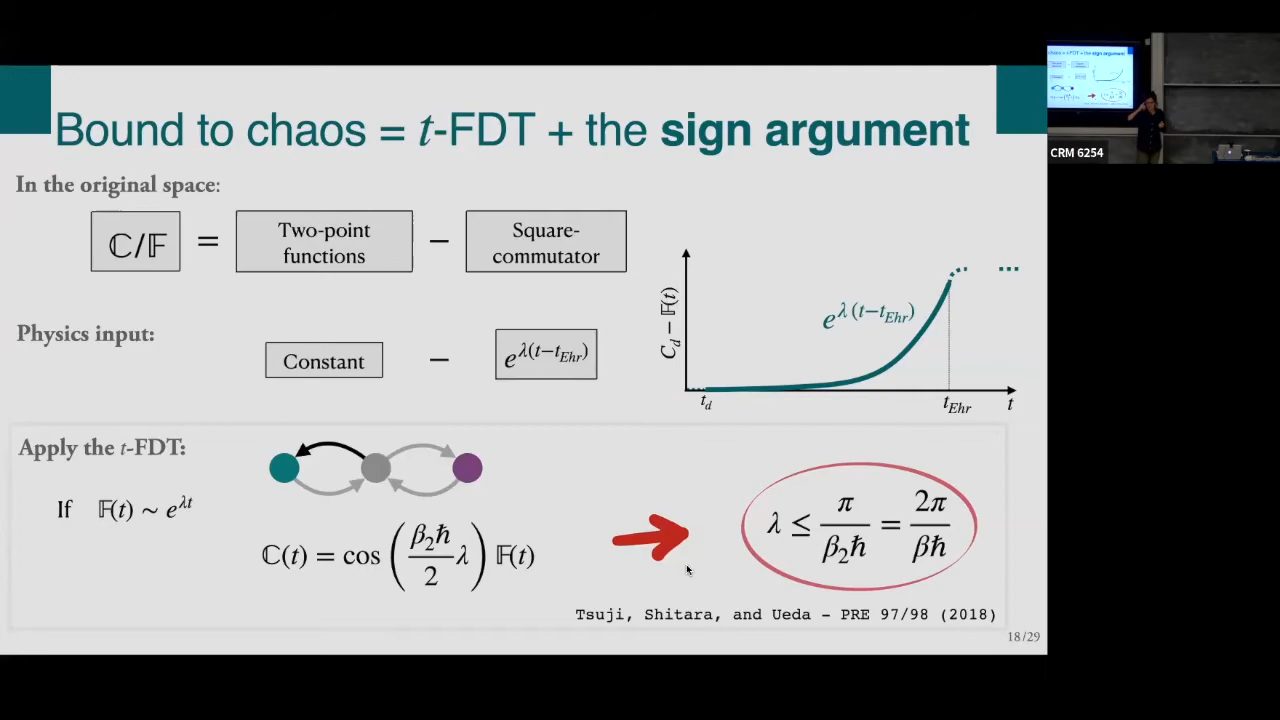 Bound to chaos = t-FDT + the sign argument
In the original space:
ℂ/𝔽 = Two-point functions − Square-commutator
Physics input:
Constant − e^{λ(t−t_{Ehr})}
C_d − 𝔽(t)
e^{λ(t−t_{Ehr})}
t_d
t_{Ehr}
t
...
Apply the t-FDT:
If 𝔽(t) ~ e^{λt}
ℂ(t) = cos (β₂ℏ/2 λ) 𝔽(t)
λ ≤ π/β₂ℏ = 2π/βℏ
Tsuji, Shitara, and Ueda – PRE 97/98 (2018)
18/29
CRM 6254